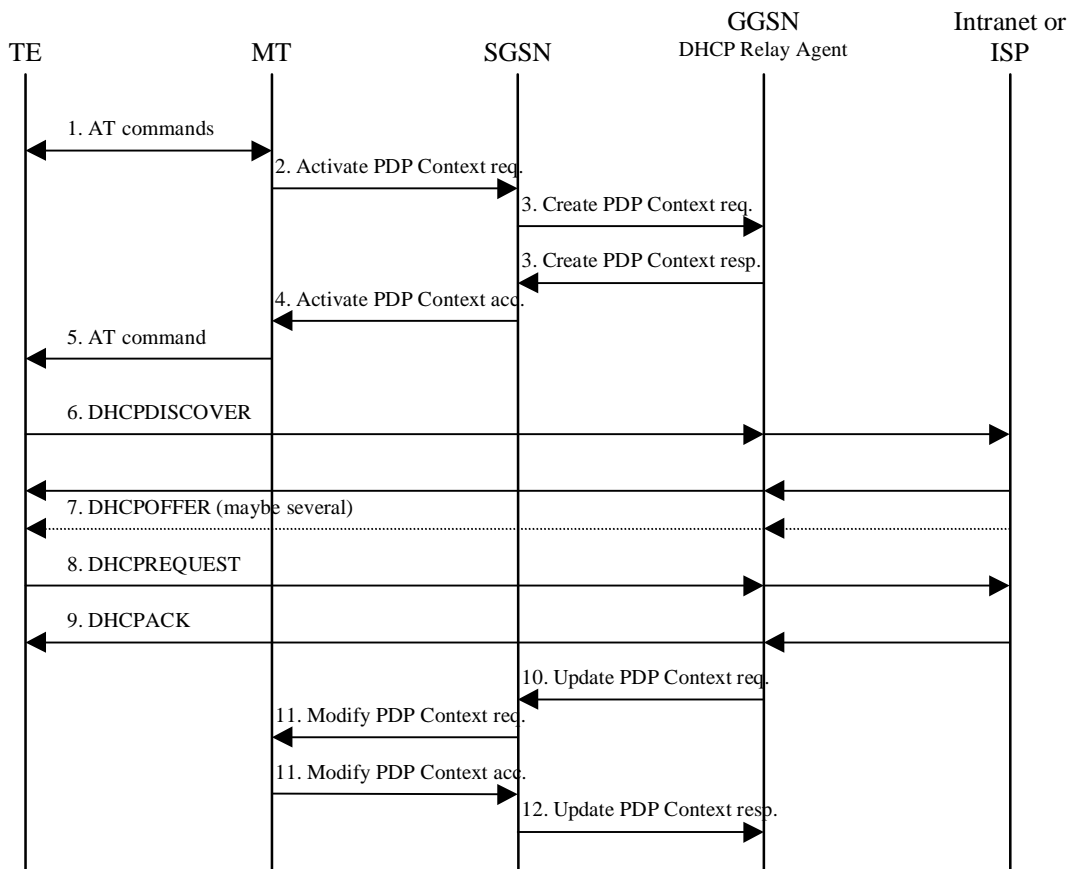 GGSN
Intranet or
TE
MT
SGSN
DHCP Relay Agent
ISP
1. AT commands
2. Activate PDP Context req.
3. Create PDP Context req.
3. Create PDP Context resp.
4. Activate PDP Context acc.
5. AT command
6. DHCPDISCOVER
7. DHCPOFFER (maybe several)
8. DHCPREQUEST
9. DHCPACK
10. Update PDP Context req.
11. Modify PDP Context req.
11. Modify PDP Context acc.
12. Update PDP Context resp.